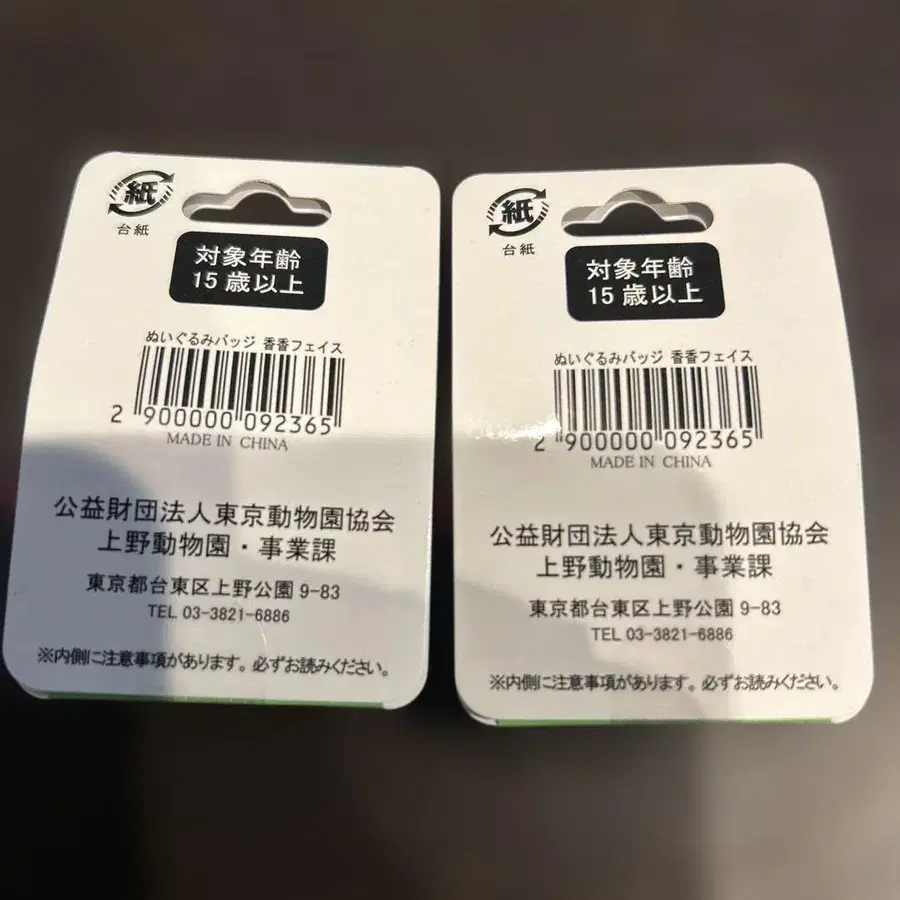 紙
台紙
対象年齢
15歳以上
ぬいぐるみバッジ 香香フェイス
2 900000 092365
MADE IN CHINA
公益財団法人東京動物園協会
上野動物園・事業課
東京都台東区上野公園 9-83
TEL 03-3821-6886
※内側に注意事項があります。必ずお読みください。
紙
台紙
対象年齢
15歳以上
ぬいぐるみバッジ 香香フェイス
2 900000 092365
MADE IN CHINA
公益財団法人東京動物園協会
上野動物園・事業課
東京都台東区上野公園 9-83
TEL 03-3821-6886
※内側に注意事項があります。必ずお読みください。